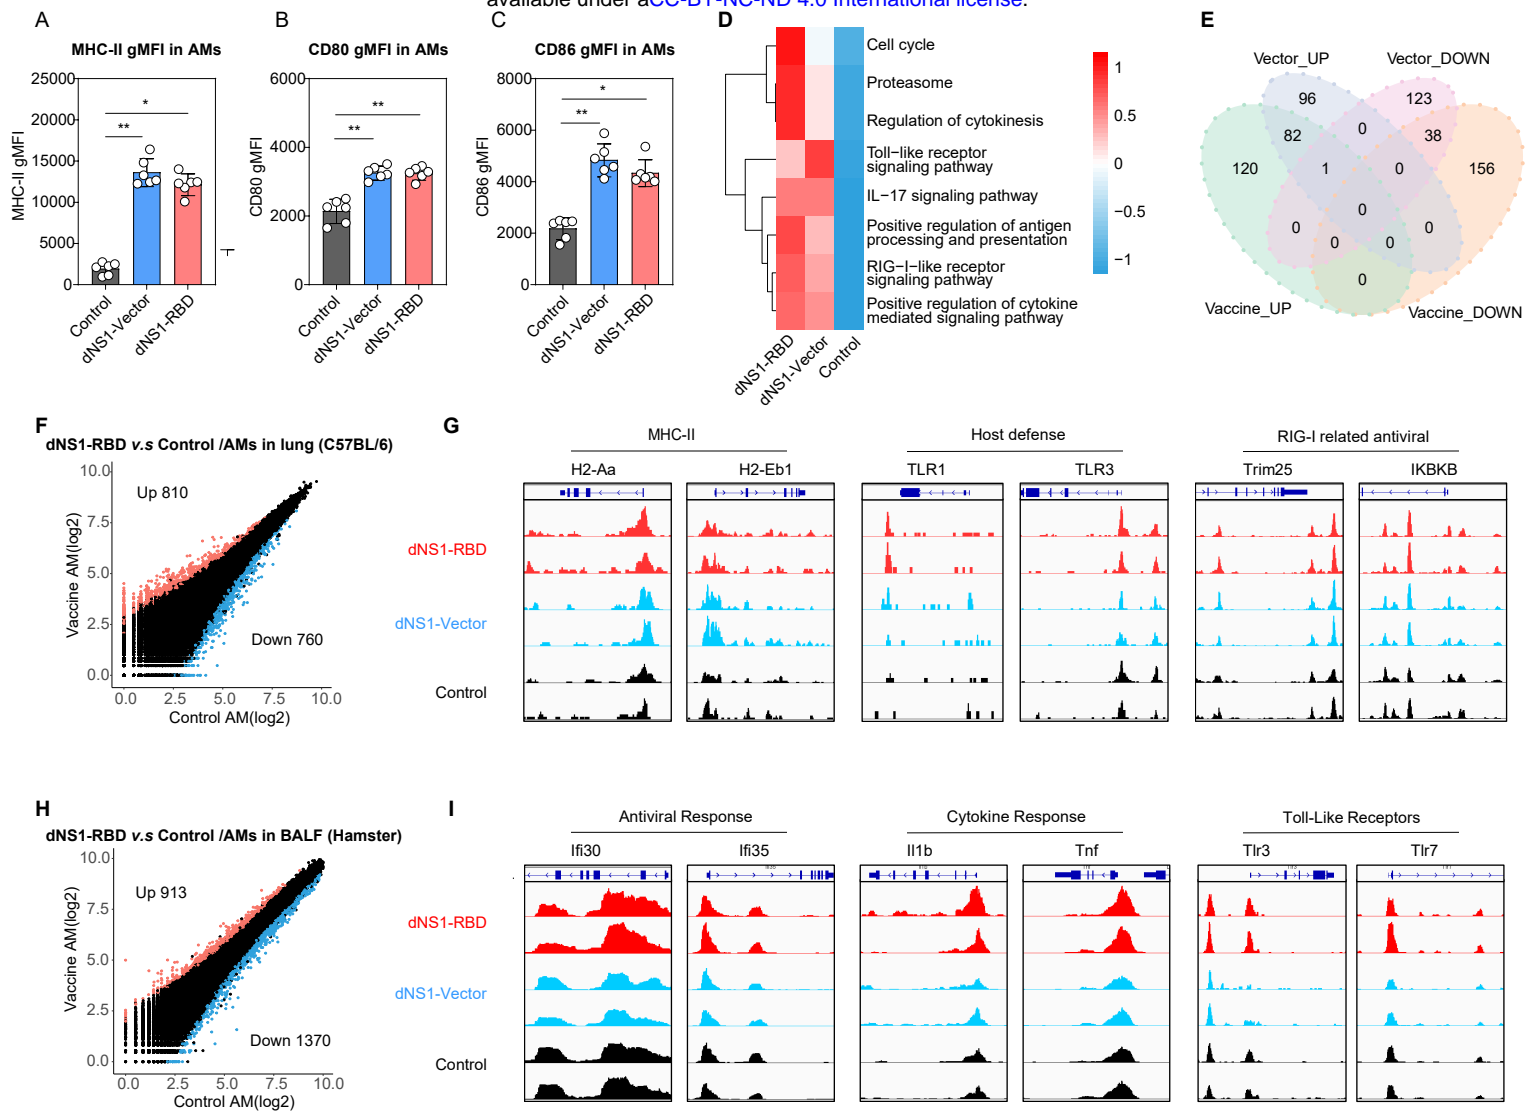 available under aCC-BY-NC-ND 4.0 International license.
A
MHC-II gMFI in AMs
MHC-II gMFI
25000
20000
15000
10000
5000
0
*
**
Control
dNS1-Vector
dNS1-RBD
B
CD80 gMFI in AMs
CD80 gMFI
6000
4000
2000
0
**
**
Control
dNS1-Vector
dNS1-RBD
C
CD86 gMFI in AMs
CD86 gMFI
8000
6000
4000
2000
0
*
**
Control
dNS1-Vector
dNS1-RBD
D
Cell cycle
Proteasome
Regulation of cytokinesis
Toll−like receptor
signaling pathway
IL−17 signaling pathway
Positive regulation of antigen
processing and presentation
RIG−I−like receptor
signaling pathway
Positive regulation of cytokine
mediated signaling pathway
dNS1-RBD
dNS1-Vector
Control
1
0.5
0
−0.5
−1
E
Vector_UP
Vector_DOWN
96
123
82
0
38
120
1
0
156
0
0
0
0
0
0
Vaccine_UP
Vaccine_DOWN
F
dNS1-RBD v.s Control /AMs in lung (C57BL/6)
Vaccine AM(log2)
10.0
7.5
5.0
2.5
0.0
Up 810
Down 760
0.0 2.5 5.0 7.5 10.0
Control AM(log2)
G
MHC-II
Host defense
RIG-I related antiviral
H2-Aa
H2-Eb1
TLR1
TLR3
Trim25
IKBKB
dNS1-RBD
dNS1-Vector
Control
H
dNS1-RBD v.s Control /AMs in BALF (Hamster)
Vaccine AM(log2)
10.0
7.5
5.0
2.5
0.0
Up 913
Down 1370
0.0 2.5 5.0 7.5 10.0
Control AM(log2)
I
Antiviral Response
Cytokine Response
Toll-Like Receptors
Ifi30
Ifi35
Il1b
Tnf
Tlr3
Tlr7
dNS1-RBD
dNS1-Vector
Control